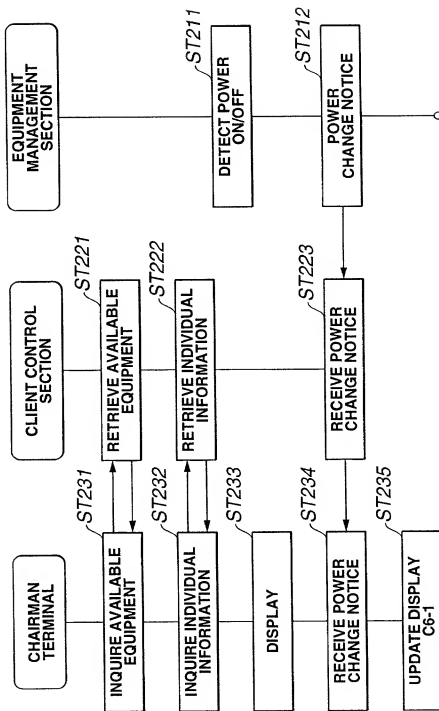 EQUIPMENT
MANAGEMENT
SECTION
ST211
DETECT POWER
ON/OFF
ST212
POWER
CHANGE NOTICE
CLIENT CONTROL
SECTION
ST221
RETRIEVE AVAILABLE
EQUIPMENT
ST222
RETRIEVE INDIVIDUAL
INFORMATION
ST223
RECEIVE POWER
CHANGE NOTICE
CHAIRMAN
TERMINAL
ST231
INQUIRE AVAILABLE
EQUIPMENT
ST232
INQUIRE INDIVIDUAL
INFORMATION
ST233
DISPLAY
ST234
RECEIVE POWER
CHANGE NOTICE
ST235
UPDATE DISPLAY
C6-1